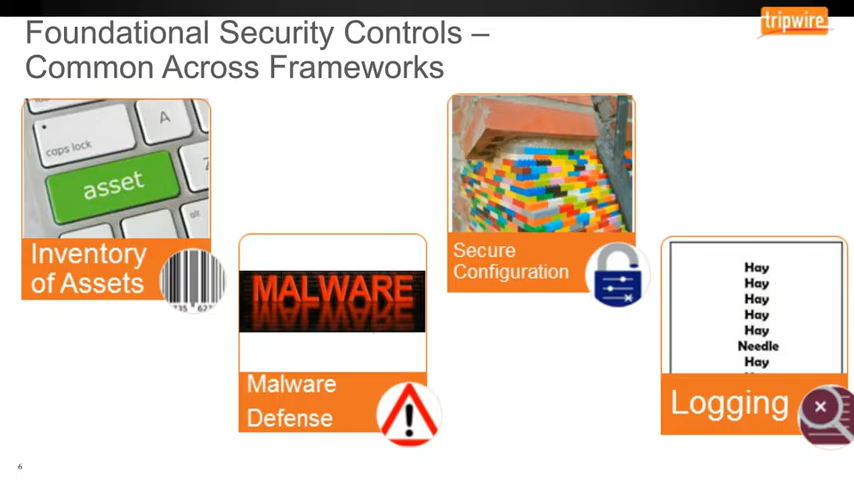 Foundational Security Controls –
Common Across Frameworks
tripwire
A
caps lock
asset
alt
Inventory
of Assets
MALWARE
Malware
Defense
Secure
Configuration
Hay
Hay
Hay
Hay
Hay
Needle
Hay
Logging
6